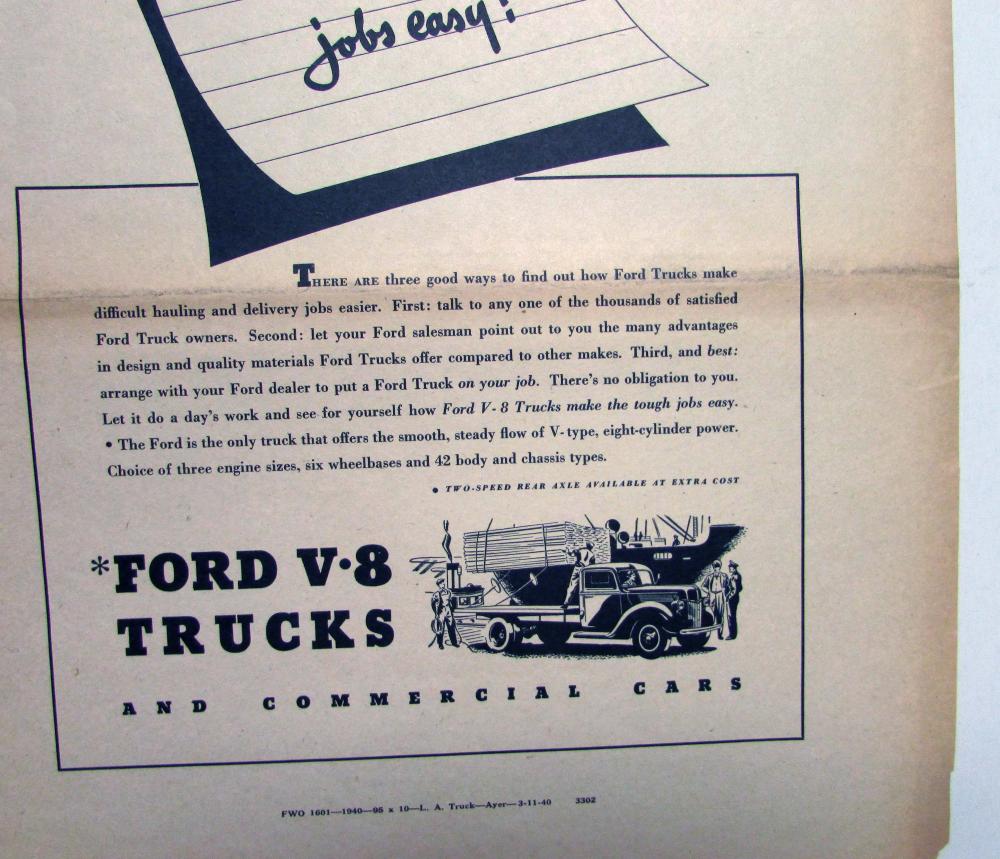 jobs easy!
THERE ARE three good ways to find out how Ford Trucks make
difficult hauling and delivery jobs easier. First: talk to any one of the thousands of satisfied
Ford Truck owners. Second: let your Ford salesman point out to you the many advantages
in design and quality materials Ford Trucks offer compared to other makes. Third, and best:
arrange with your Ford dealer to put a Ford Truck on your job. There's no obligation to you.
Let it do a day's work and see for yourself how Ford V-8 Trucks make the tough jobs easy.
• The Ford is the only truck that offers the smooth, steady flow of V-type, eight-cylinder power.
Choice of three engine sizes, six wheelbases and 42 body and chassis types.
• TWO-SPEED REAR AXLE AVAILABLE AT EXTRA COST
*FORD V·8
TRUCKS
AND COMMERCIAL CARS
FWO 1601—1940—95 x 10—L. A. Truck—Ayer—3-11-40 3302